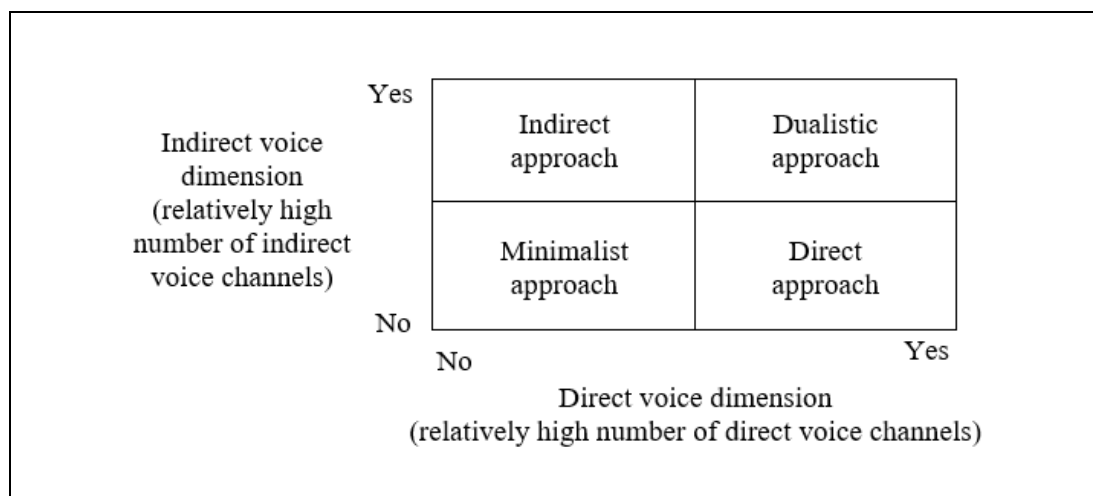 Yes
Indirect voice
dimension
(relatively high
number of indirect
voice channels)
Indirect
approach
Dualistic
approach
Minimalist
approach
Direct
approach
No
No
Yes
Direct voice dimension
(relatively high number of direct voice channels)